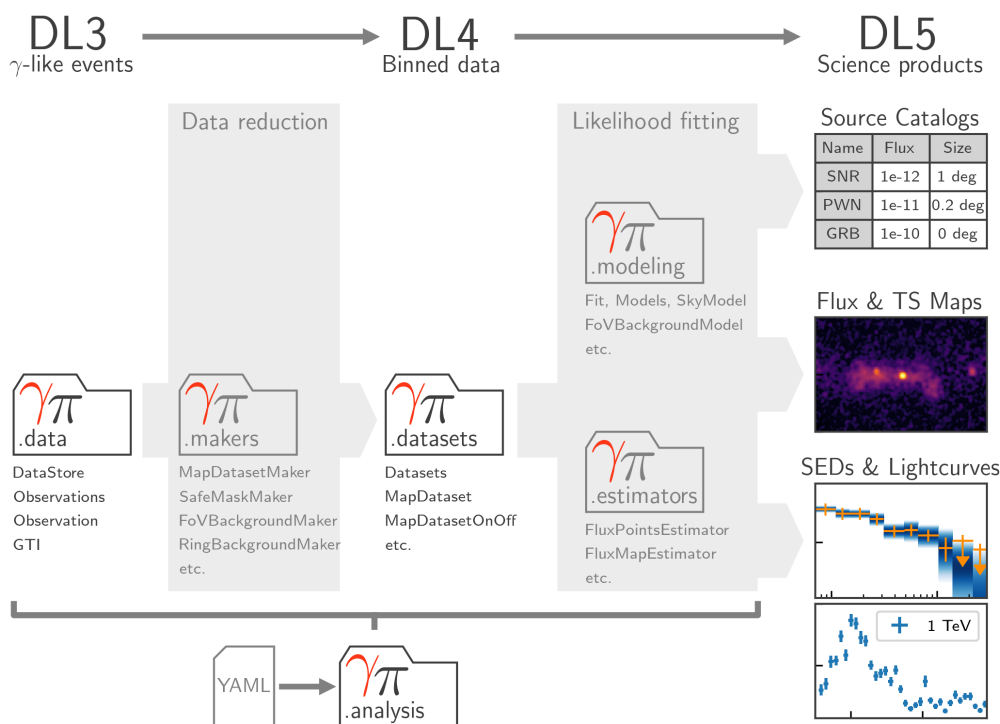 DL3
γ-like events
DL4
Binned data
DL5
Science products
Data reduction
Likelihood fitting
Source Catalogs
Name Flux Size
SNR 1e-12 1 deg
PWN 1e-11 0.2 deg
GRB 1e-10 0 deg
γπ
.modeling
Fit, Models, SkyModel
FoVBackgroundModel
etc.
Flux & TS Maps
γπ
.data
DataStore
Observations
Observation
GTI
γπ
.makers
MapDatasetMaker
SafeMaskMaker
FoVBackgroundMaker
RingBackgroundMaker
etc.
γπ
.datasets
Datasets
MapDataset
MapDatasetOnOff
etc.
γπ
.estimators
FluxPointsEstimator
FluxMapEstimator
etc.
SEDs & Lightcurves
1 TeV
YAML
γπ
.analysis